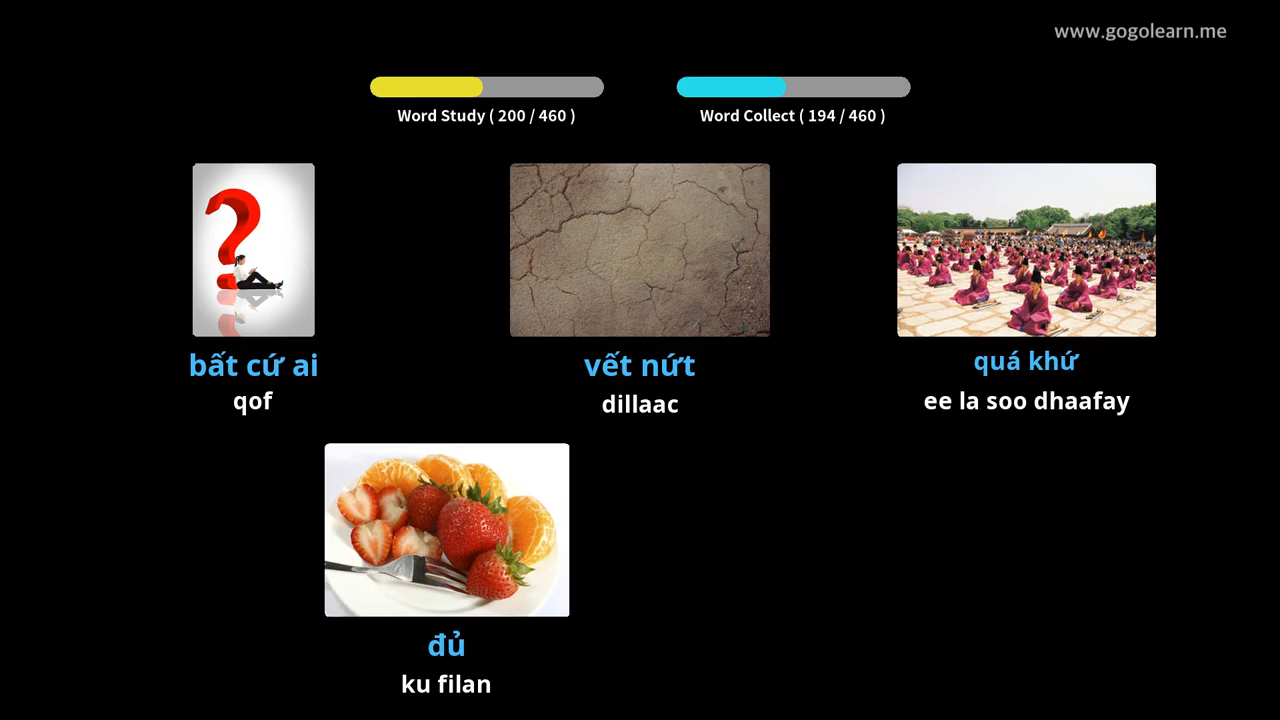 www.gogolearn.me
Word Study ( 200 / 460 )
Word Collect ( 194 / 460 )
bất cứ ai
qof
vết nứt
dillaac
quá khứ
ee la soo dhaafay
đủ
ku filan